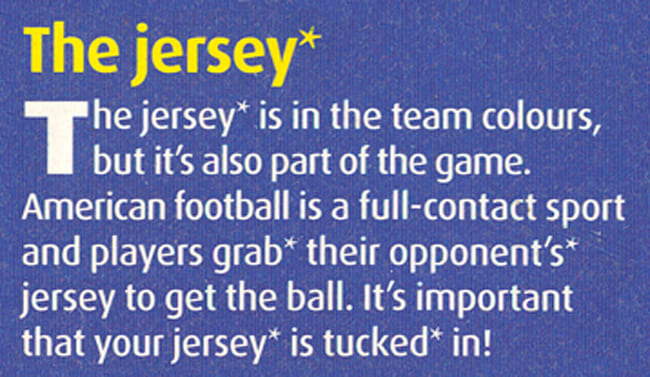 The jersey*
The jersey* is in the team colours,
but it's also part of the game.
American football is a full-contact sport
and players grab* their opponent's*
jersey to get the ball. It's important
that your jersey* is tucked* in!